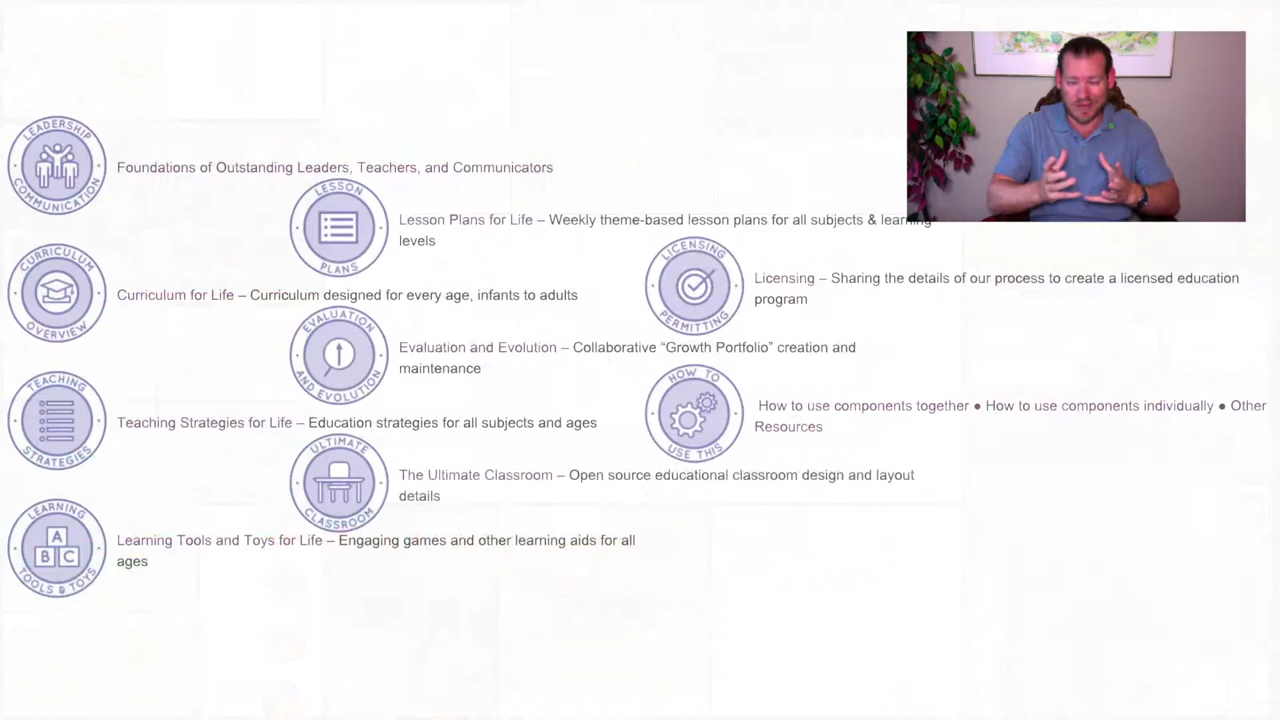 LEADERSHIP
COMMUNICATION
Foundations of Outstanding Leaders, Teachers, and Communicators
CURRICULUM
OVERVIEW
Curriculum for Life – Curriculum designed for every age, infants to adults
TEACHING
STRATEGIES
Teaching Strategies for Life – Education strategies for all subjects and ages
LEARNING
A
B C
TOOLS & TOYS
Learning Tools and Toys for Life – Engaging games and other learning aids for all
ages
LESSON
PLANS
Lesson Plans for Life – Weekly theme-based lesson plans for all subjects & learning
levels
EVALUATION
AND EVOLUTION
Evaluation and Evolution – Collaborative “Growth Portfolio” creation and
maintenance
ULTIMATE
CLASSROOM
The Ultimate Classroom – Open source educational classroom design and layout
details
LICENSING
PERMITTING
Licensing – Sharing the details of our process to create a licensed education
program
HOW TO
USE THIS
How to use components together ● How to use components individually ● Other
Resources